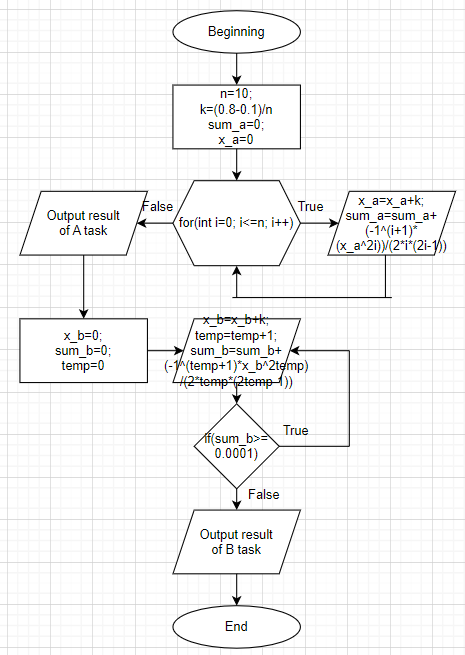 Beginning
n=10;
k=(0.8-0.1)/n
sum_a=0;
x_a=0
False
for(int i=0; i<=n; i++)
True
x_a=x_a+k;
sum_a=sum_a+
(-1^(i+1)*
(x_a^2i))/(2*i*(2i-1))
Output result
of A task
x_b=0;
sum_b=0;
temp=0
x_b=x_b+k;
temp=temp+1;
sum_b=sum_b+
(-1^(temp+1)*x_b^2temp)
/(2*temp*(2temp-1))
if(sum_b>=
0.0001)
True
False
Output result
of B task
End